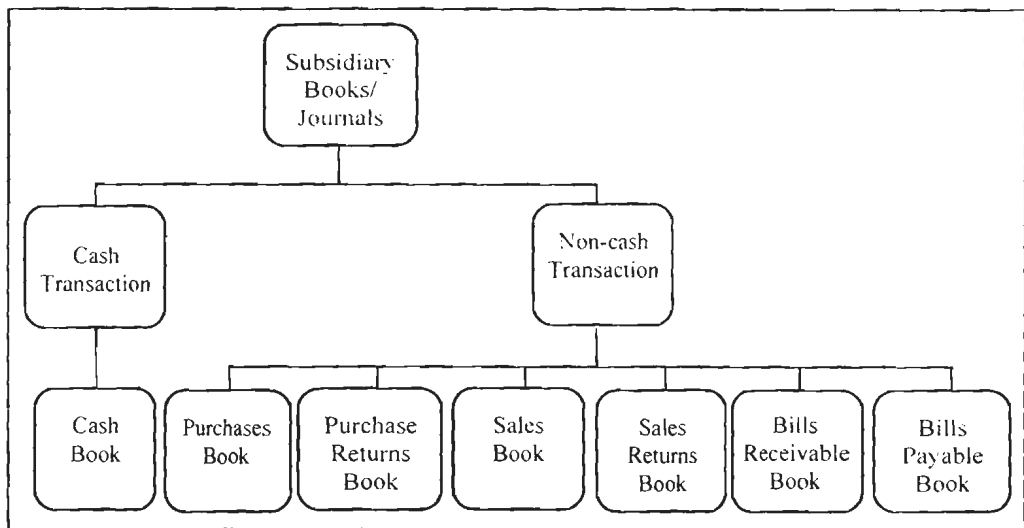 Subsidiary
Books/
Journals
Cash
Transaction
Non-cash
Transaction
Cash
Book
Purchases
Book
Purchase
Returns
Book
Sales
Book
Sales
Returns
Book
Bills
Receivable
Book
Bills
Payable
Book